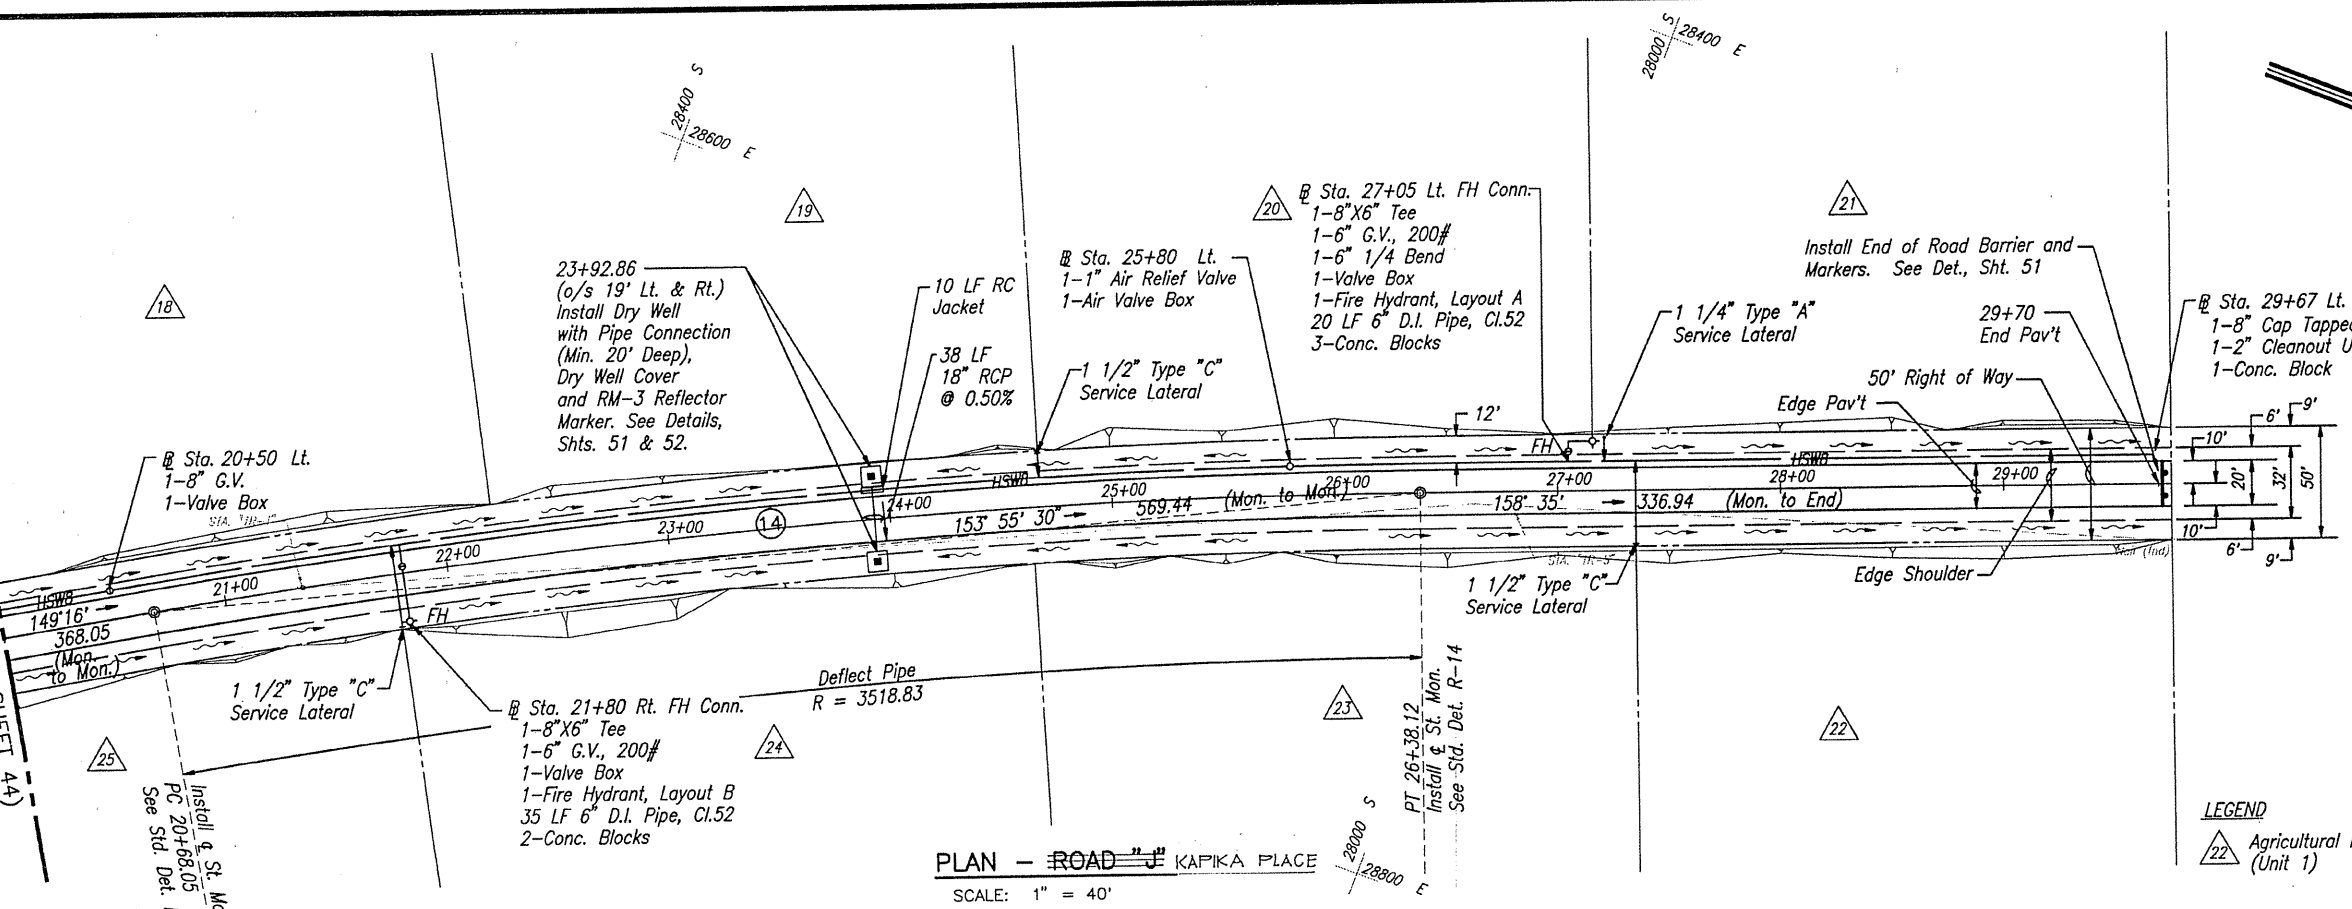 28400 S
28600 E
28000 S
28400 E
18
19
20
21
23+92.86
(o/s 19' Lt. & Rt.)
Install Dry Well
with Pipe Connection
(Min. 20' Deep),
Dry Well Cover
and RM-3 Reflector
Marker. See Details,
Shts. 51 & 52.
10 LF RC
Jacket
38 LF
18" RCP
@ 0.50%
℄ Sta. 25+80 Lt.
1-1" Air Relief Valve
1-Air Valve Box
1 1/2" Type "C"
Service Lateral
℄ Sta. 27+05 Lt. FH Conn.
1-8"X6" Tee
1-6" G.V., 200#
1-6" 1/4 Bend
1-Valve Box
1-Fire Hydrant, Layout A
20 LF 6" D.I. Pipe, Cl.52
3-Conc. Blocks
1 1/4" Type "A"
Service Lateral
Install End of Road Barrier and
Markers. See Det., Sht. 51
29+70
End Pav't
50' Right of Way
Edge Pav't
℄ Sta. 29+67 Lt.
1-8" Cap Tapped
1-2" Cleanout
1-Conc. Block
℄ Sta. 20+50 Lt.
1-8" G.V.
1-Valve Box
STA. "TR-1"
12'
FH
HSW8
HSW8
HSW8
21+00
22+00
23+00
24+00
25+00
26+00
27+00
28+00
29+00
14
149°16'
368.05
(Mon.
to Mon.)
153° 55' 30"
569.44 (Mon. to Mon.)
158° 35'
336.94 (Mon. to End)
10'
6'
9'
20'
32'
50'
10'
6'
9'
FH
1 1/2" Type "C"
Service Lateral
℄ Sta. 21+80 Rt. FH Conn.
1-8"X6" Tee
1-6" G.V., 200#
1-Valve Box
1-Fire Hydrant, Layout B
35 LF 6" D.I. Pipe, Cl.52
2-Conc. Blocks
Deflect Pipe
R = 3518.83
1 1/2" Type "C"
Service Lateral
Edge Shoulder
25
24
23
22
SHEET 44)
Install ℄ St.
PC 20+68.05
See Std. Det.
PT 26+38.12
Install ℄ St. Mon.
See Std. Det. R-14
28000 S
28800 E
PLAN - ROAD "J" KAPIKA PLACE
SCALE: 1" = 40'
LEGEND
22 Agricultural
(Unit 1)